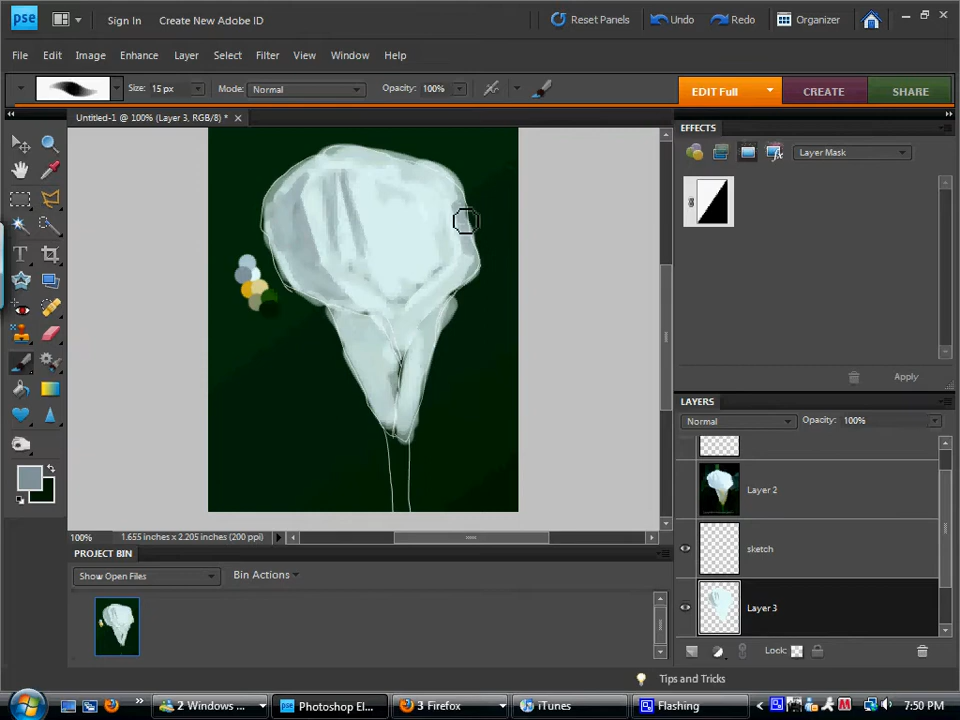 pse Sign In Create New Adobe ID Reset Panels Undo Redo Organizer
File Edit Image Enhance Layer Select Filter View Window Help
Size: 15 px Mode: Normal Opacity: 100% EDIT Full CREATE SHARE
Untitled-1 @ 100% (Layer 3, RGB/8) *
EFFECTS
Layer Mask
Apply
LAYERS
Normal Opacity: 100%
Layer 2
sketch
Layer 3
100% 1.655 inches x 2.205 inches (200 ppi)
PROJECT BIN
Show Open Files Bin Actions
Lock:
Tips and Tricks
2 Windows ... Photoshop El... 3 Firefox iTunes Flashing 7:50 PM